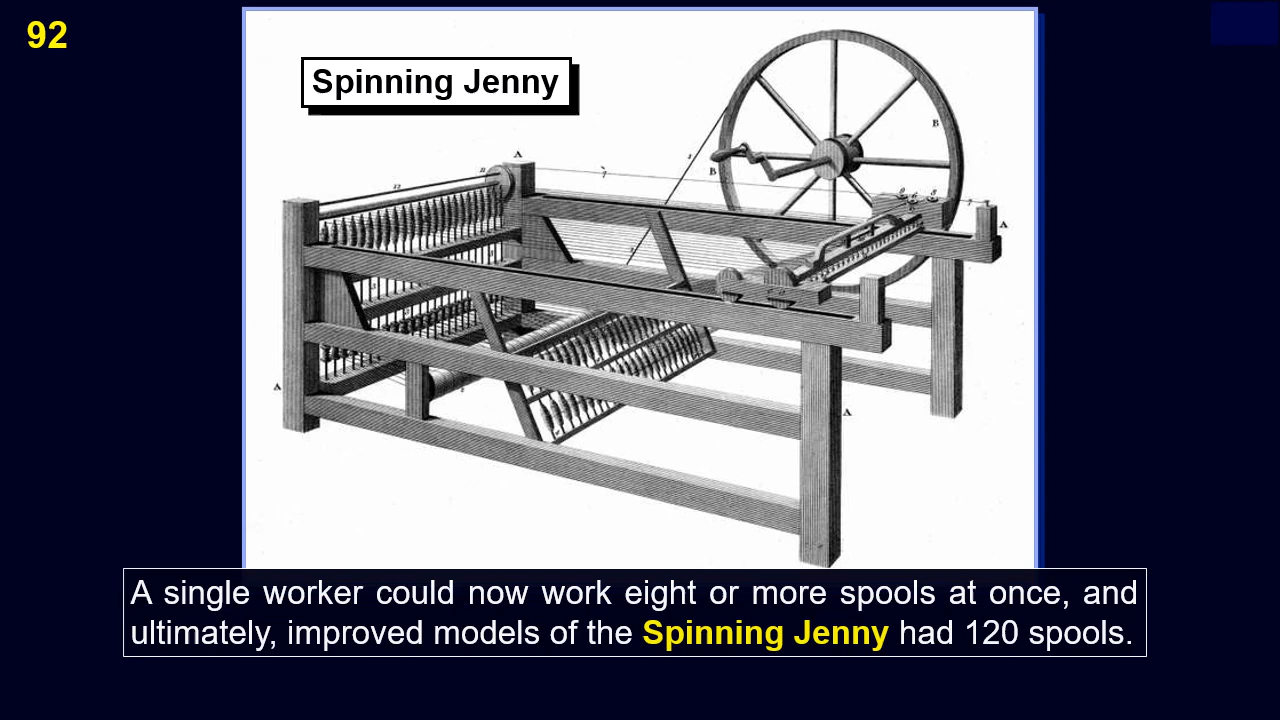 92
Spinning Jenny
A
B
B
A
A
A
A single worker could now work eight or more spools at once, and
ultimately, improved models of the Spinning Jenny had 120 spools.